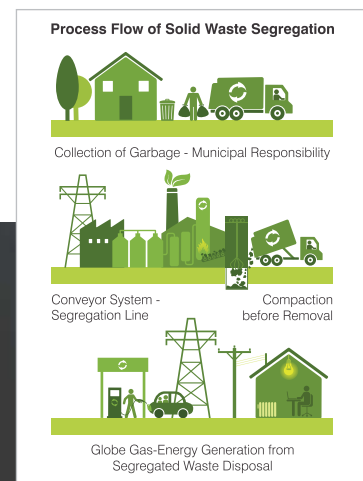 Process Flow of Solid Waste Segregation
Collection of Garbage - Municipal Responsibility
Conveyor System -
Segregation Line
Compaction
before Removal
Globe Gas-Energy Generation from
Segregated Waste Disposal